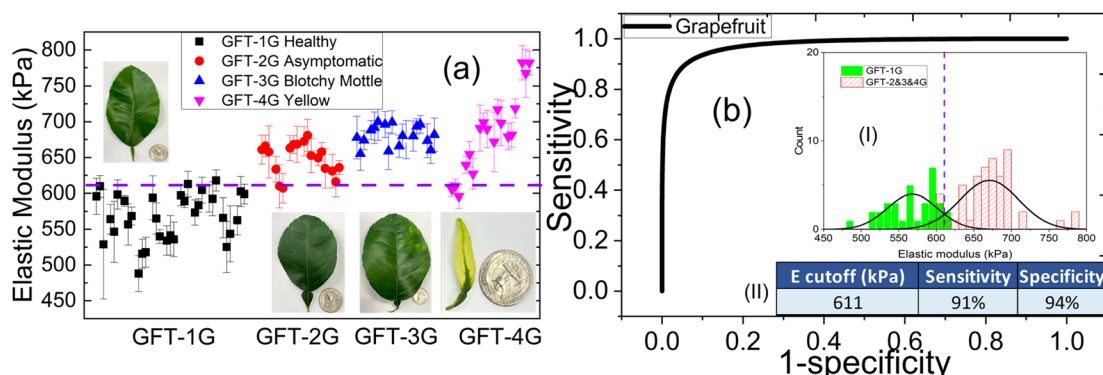 (a)
GFT-1G Healthy
GFT-2G Asymptomatic
GFT-3G Blotchy Mottle
GFT-4G Yellow
Elastic Modulus (kPa)
800
750
700
650
600
550
500
450
GFT-1G GFT-2G GFT-3G GFT-4G
(b)
Grapefruit
Sensitivity
1.0
0.8
0.6
0.4
0.2
0.0
0.0 0.2 0.4 0.6 0.8 1.0
1-specificity
(I)
GFT-1G
GFT-2&3&4G
Count
20
10
0
450 500 550 600 650 700 750 800
Elastic modulus (kPa)
(II)
E cutoff (kPa) Sensitivity Specificity
611 91% 94%